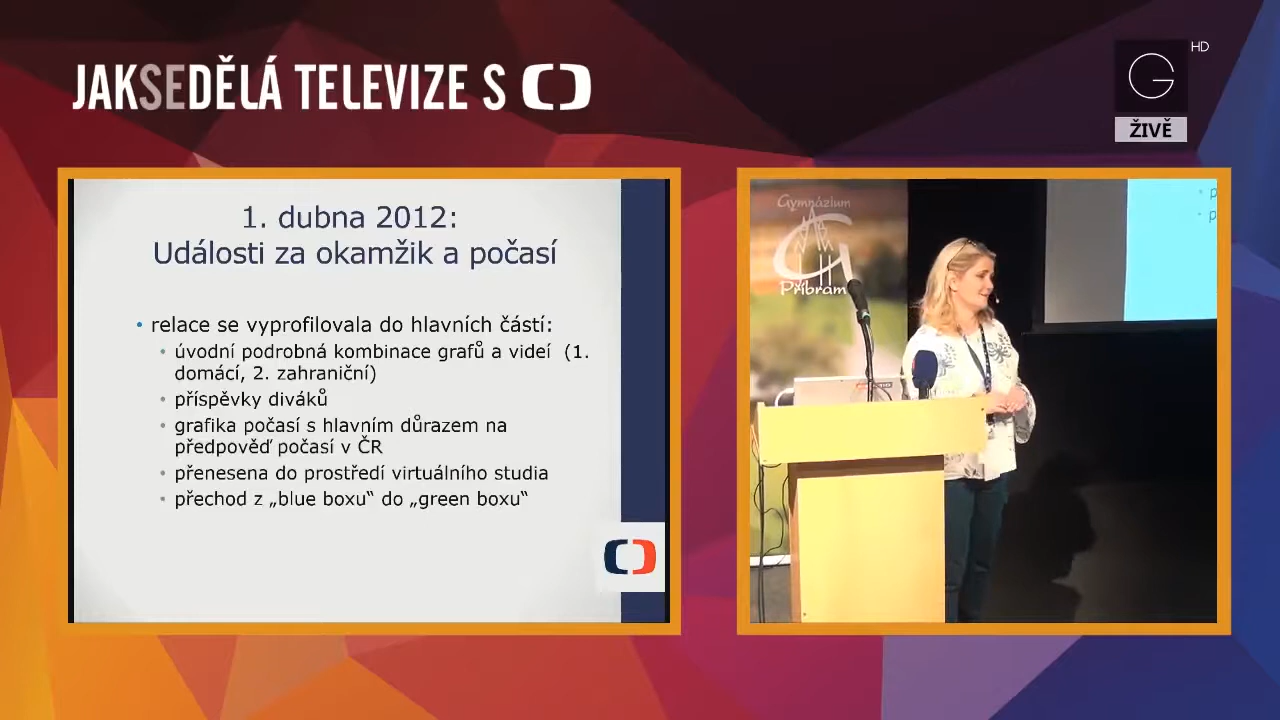 JAKSEDĚLÁ TELEVIZE S
HD
G
ŽIVĚ
1. dubna 2012:
Události za okamžik a počasí
• relace se vyprofilovala do hlavních částí:
• úvodní podrobná kombinace grafů a videí (1.
domácí, 2. zahraniční)
• příspěvky diváků
• grafika počasí s hlavním důrazem na
předpověď počasí v ČR
• přenesena do prostředí virtuálního studia
• přechod z „blue boxu“ do „green boxu“
Gymnázium
Příbram
• p
• p